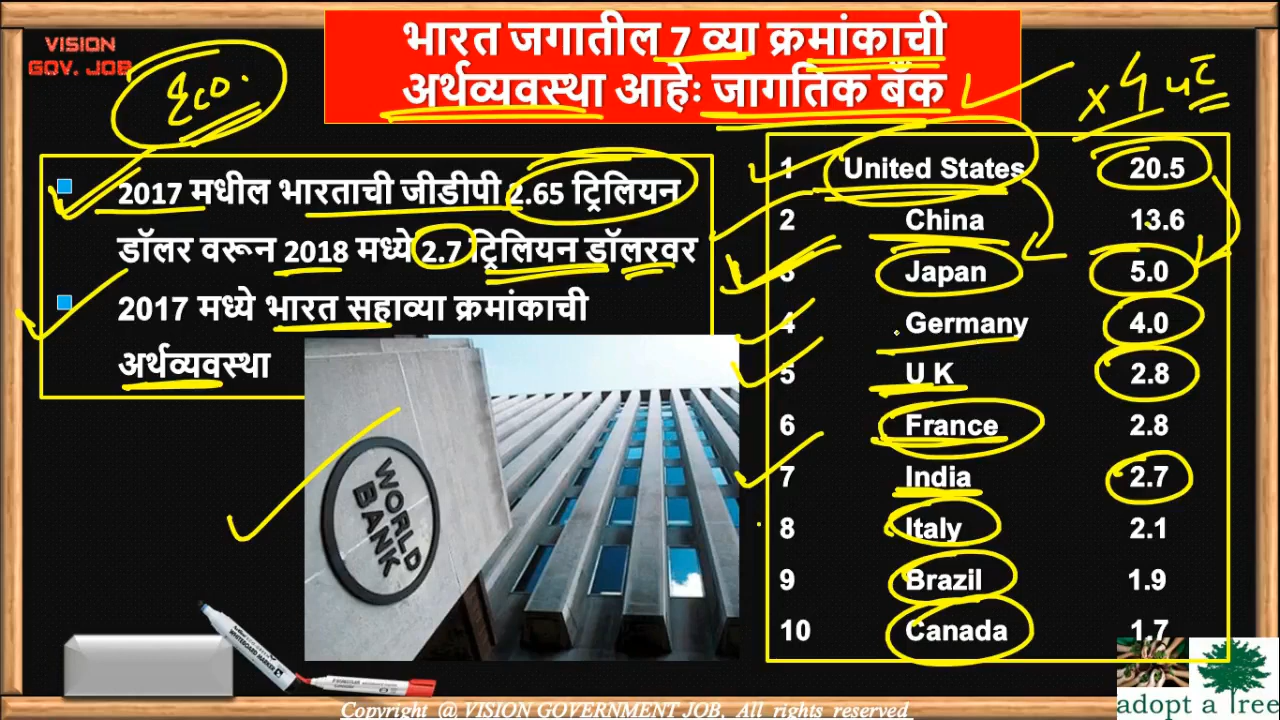 VISION
GOV. JOB
Eco.
भारत जगातील 7 व्या क्रमांकाची
अर्थव्यवस्था आहेः जागतिक बॅंक
2017 मधील भारताची जीडीपी 2.65 ट्रिलियन
डॉलर वरून 2018 मध्ये 2.7 ट्रिलियन डॉलरवर
2017 मध्ये भारत सहाव्या क्रमांकाची
अर्थव्यवस्था
WORLD
BANK
1 United States 20.5
2 China 13.6
3 Japan 5.0
4 Germany 4.0
5 U K 2.8
6 France 2.8
7 India 2.7
8 Italy 2.1
9 Brazil 1.9
10 Canada 1.7
adopt a Tree
Copyright @ VISION GOVERNMENT JOB. All rights reserved